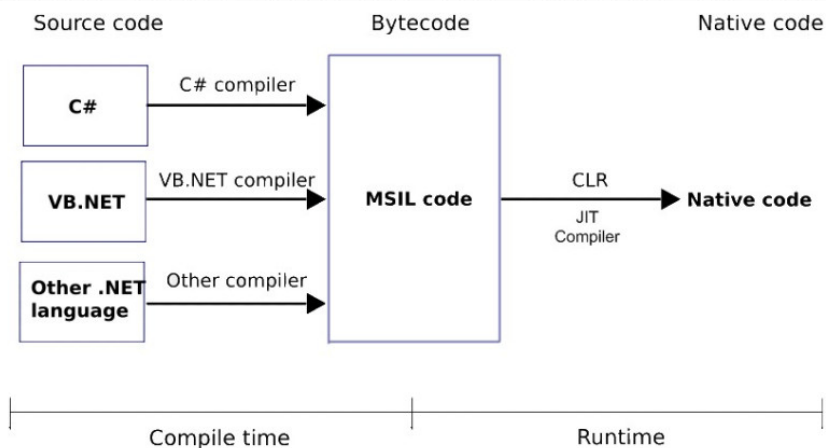 Source code
Bytecode
Native code
C#
C# compiler
VB.NET
VB.NET compiler
MSIL code
CLR
JIT
Compiler
Native code
Other .NET
language
Other compiler
Compile time
Runtime